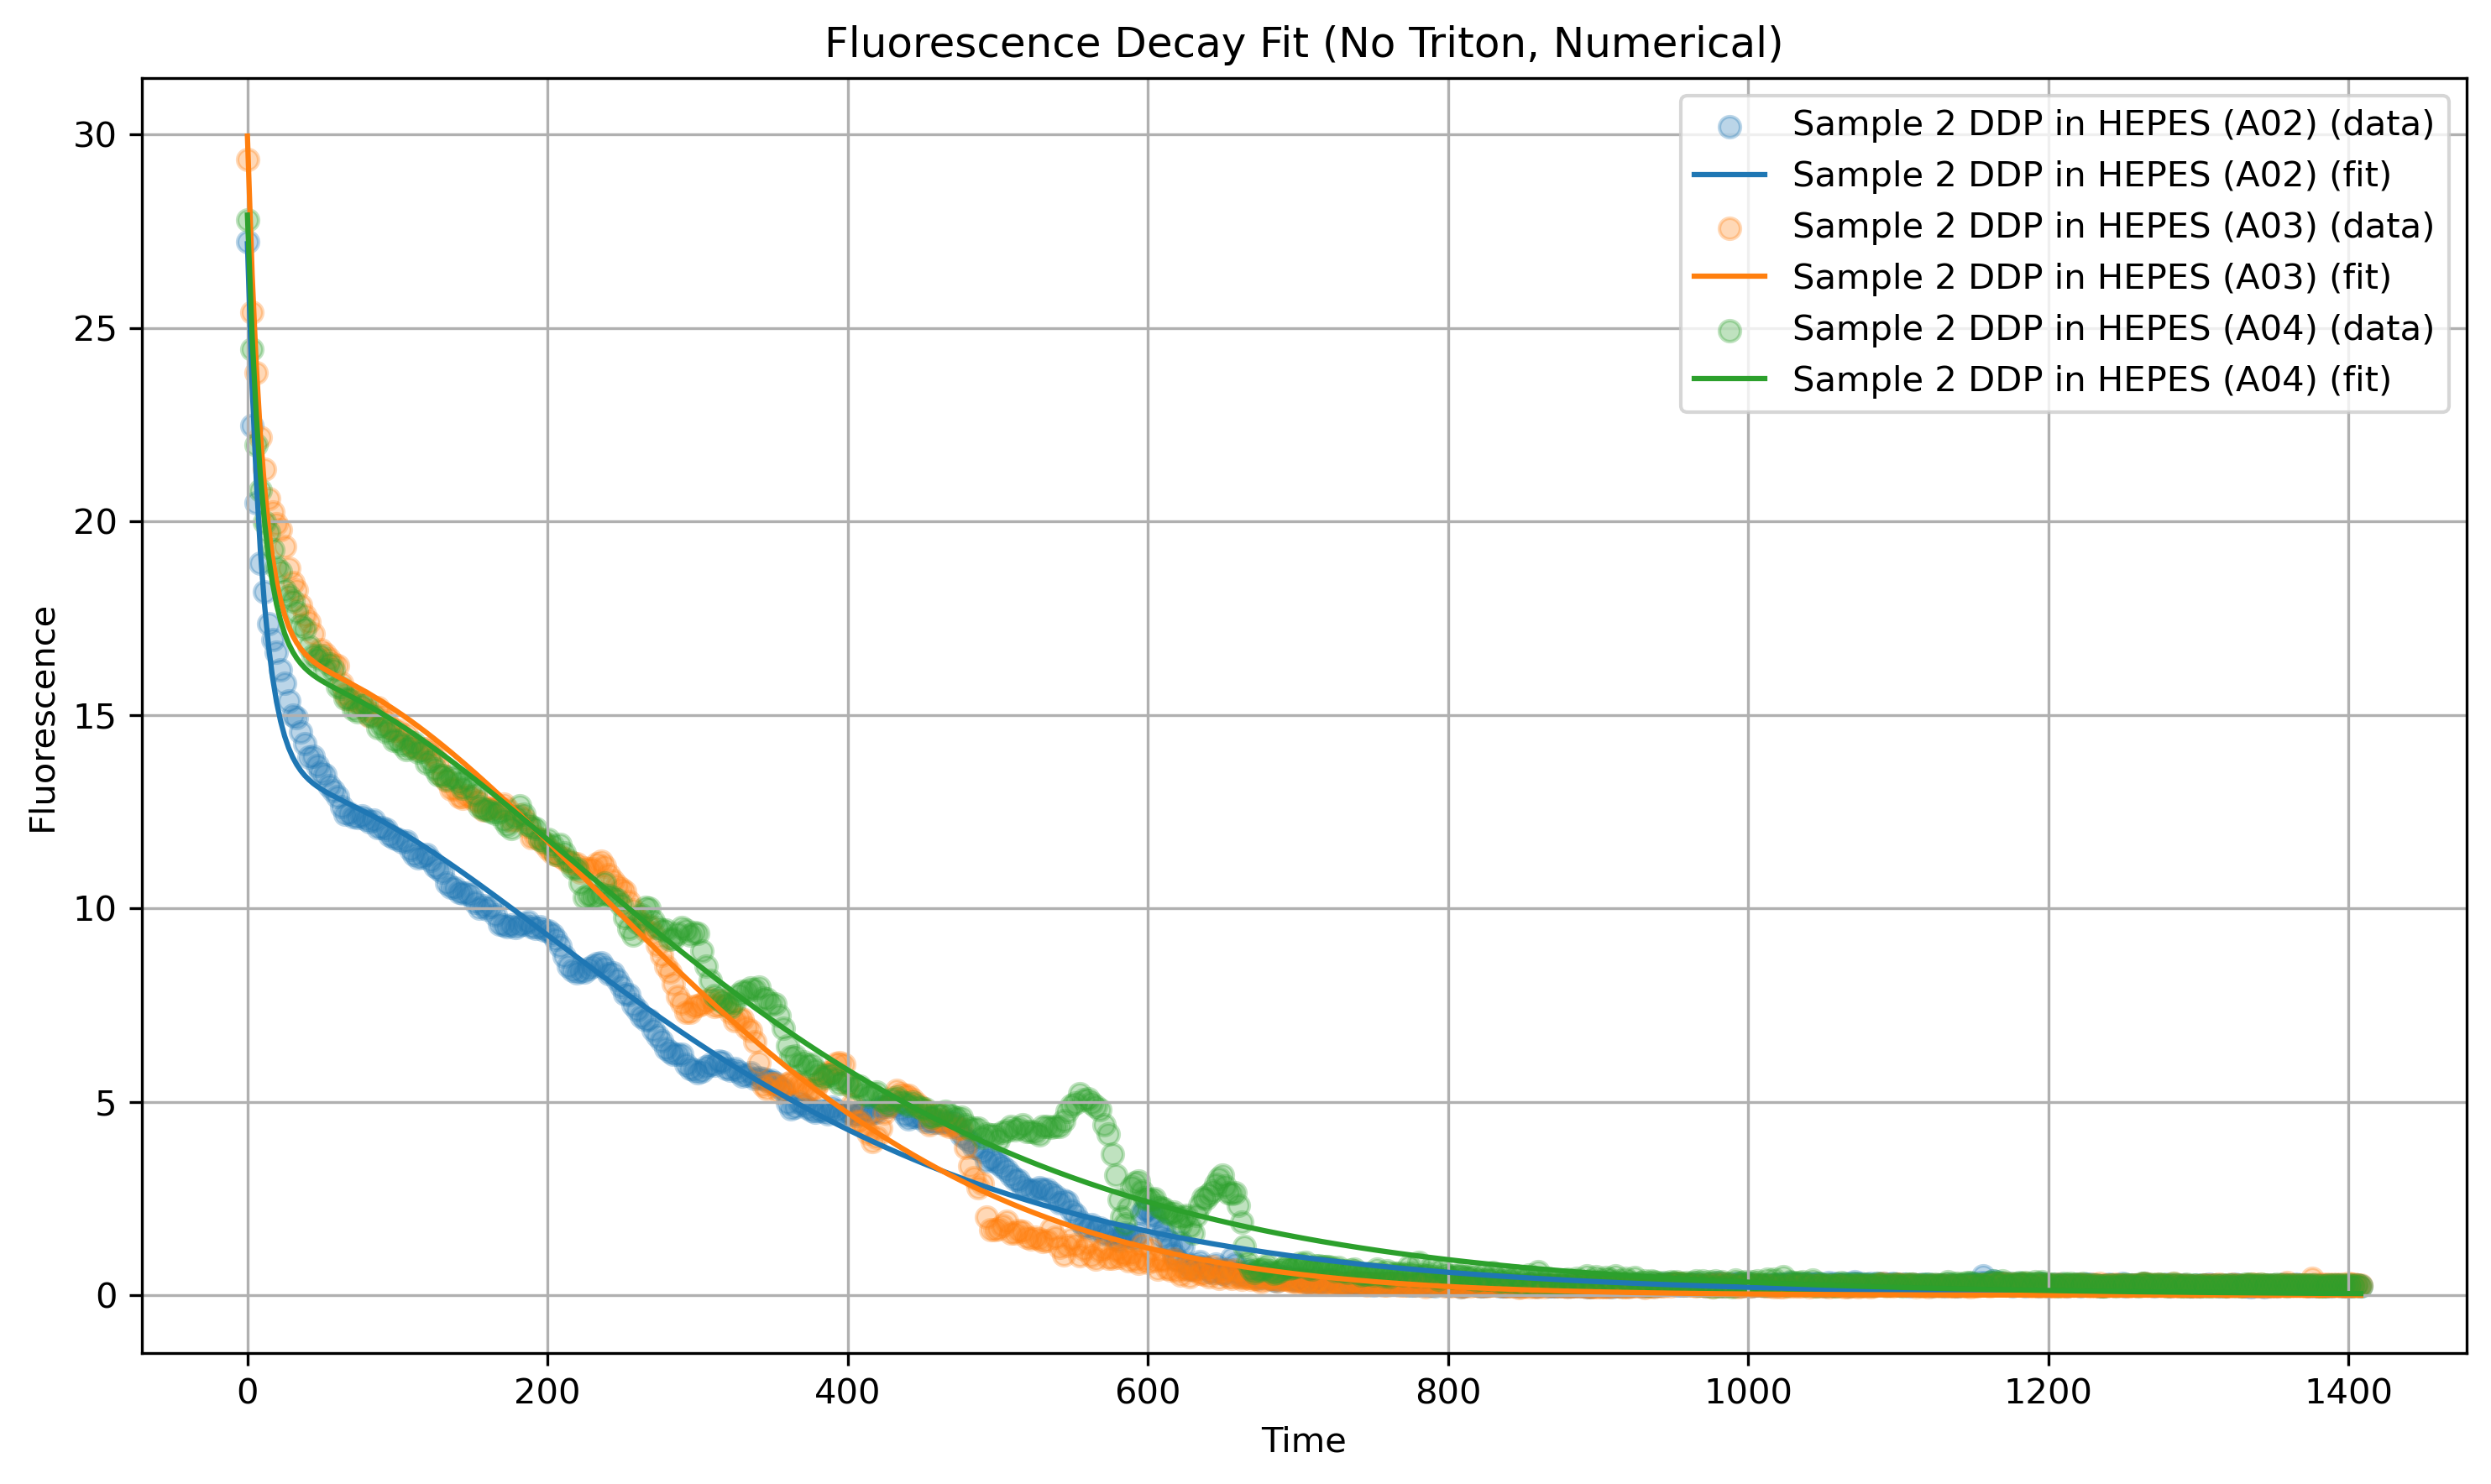 Fluorescence Decay Fit (No Triton, Numerical)
Sample 2 DDP in HEPES (A02) (data)
Sample 2 DDP in HEPES (A02) (fit)
Sample 2 DDP in HEPES (A03) (data)
Sample 2 DDP in HEPES (A03) (fit)
Sample 2 DDP in HEPES (A04) (data)
Sample 2 DDP in HEPES (A04) (fit)
Fluorescence
30
25
20
15
10
5
0
0 200 400 600 800 1000 1200 1400
Time